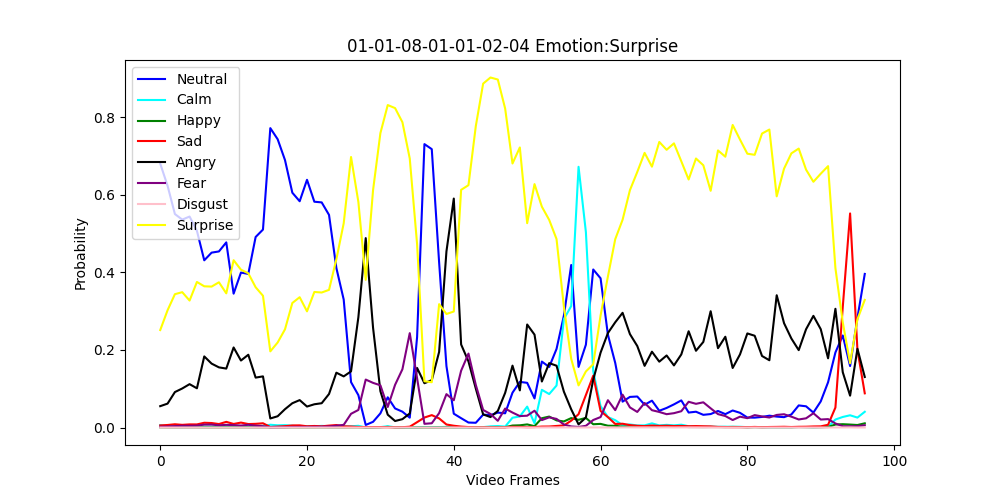 01-01-08-01-01-02-04 Emotion:Surprise
Neutral
Calm
Happy
Sad
Angry
Fear
Disgust
Surprise
Probability
0.8
0.6
0.4
0.2
0.0
0 20 40 60 80 100
Video Frames